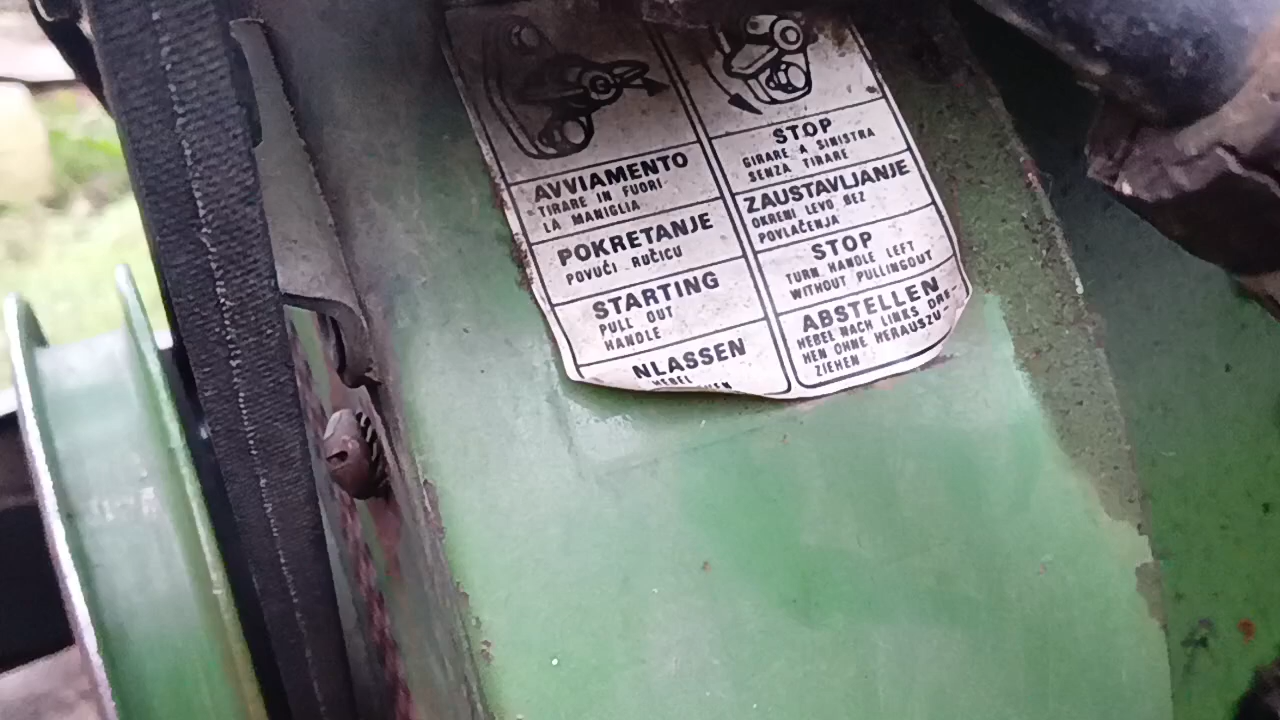 AVVIAMENTO
TIRARE IN FUORI
LA MANIGLIA
POKRETANJE
POVUĆI RUČICU
STARTING
PULL OUT
HANDLE
NLASSEN
HEBEL
STOP
GIRARE A SINISTRA
SENZA TIRARE
ZAUSTAVLJANJE
OKRENI LEVO BEZ
POVLAČENJA
STOP
TURN HANDLE LEFT
WITHOUT PULLINGOUT
ABSTELLEN
HEBEL NACH LINKS DRE-
HEN OHNE HERAUSZU-
ZIEHEN